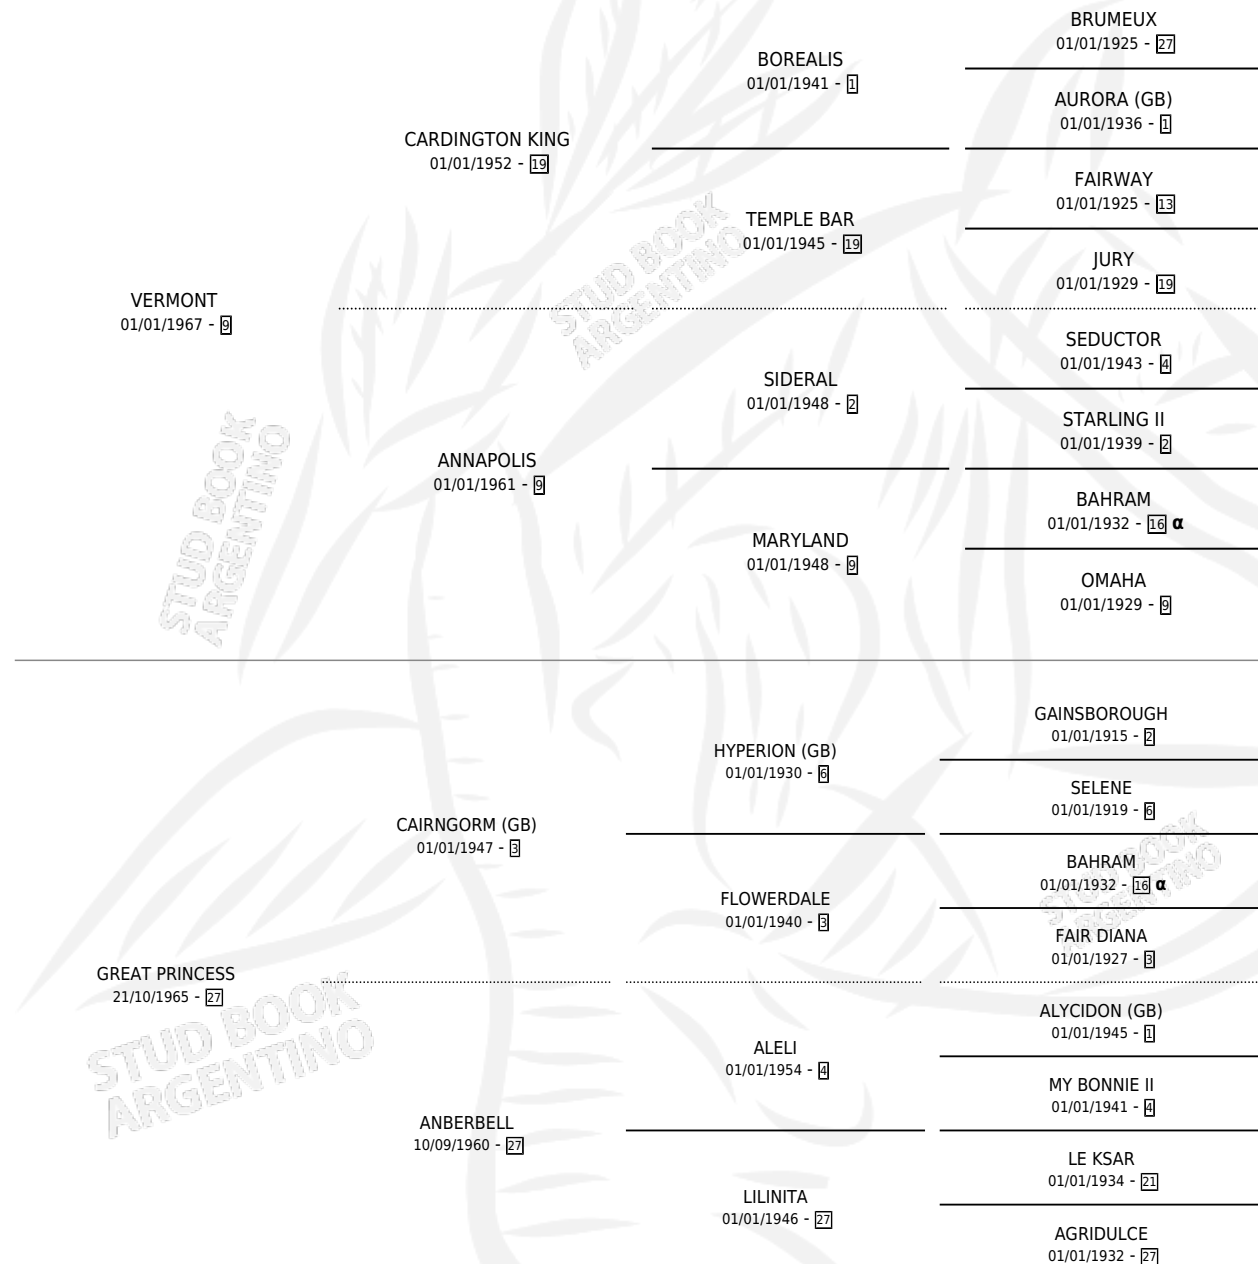 BRUMEUX
01/01/1925 - 27
BOREALIS
01/01/1941 - 1
AURORA (GB)
01/01/1936 - 1
CARDINGTON KING
01/01/1952 - 19
FAIRWAY
01/01/1925 - 13
TEMPLE BAR
01/01/1945 - 19
JURY
01/01/1929 - 19
VERMONT
01/01/1967 - 9
SEDUCTOR
01/01/1943 - 4
SIDERAL
01/01/1948 - 2
STARLING II
01/01/1939 - 2
ANNAPOLIS
01/01/1961 - 9
BAHRAM
01/01/1932 - 16 α
MARYLAND
01/01/1948 - 9
OMAHA
01/01/1929 - 9
GAINSBOROUGH
01/01/1915 - 2
HYPERION (GB)
01/01/1930 - 6
SELENE
01/01/1919 - 6
CAIRNGORM (GB)
01/01/1947 - 3
BAHRAM
01/01/1932 - 16 α
FLOWERDALE
01/01/1940 - 3
FAIR DIANA
01/01/1927 - 3
GREAT PRINCESS
21/10/1965 - 27
ALYCIDON (GB)
01/01/1945 - 1
ALELI
01/01/1954 - 4
MY BONNIE II
01/01/1941 - 4
ANBERBELL
10/09/1960 - 27
LE KSAR
01/01/1934 - 21
LILINITA
01/01/1946 - 27
AGRIDULCE
01/01/1932 - 27
STUD BOOK
ARGENTINO
STUD BOOK
ARGENTINO
STUD BOOK
ARGENTINO
STUD BOOK
ARGENTINO